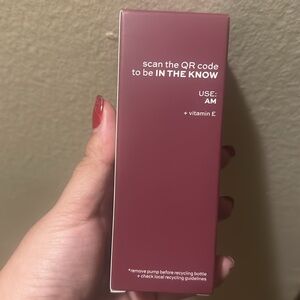 scan the QR code
to be IN THE KNOW
USE:
AM
+ vitamin E
*remove pump before recycling bottle
+ check local recycling guidelines